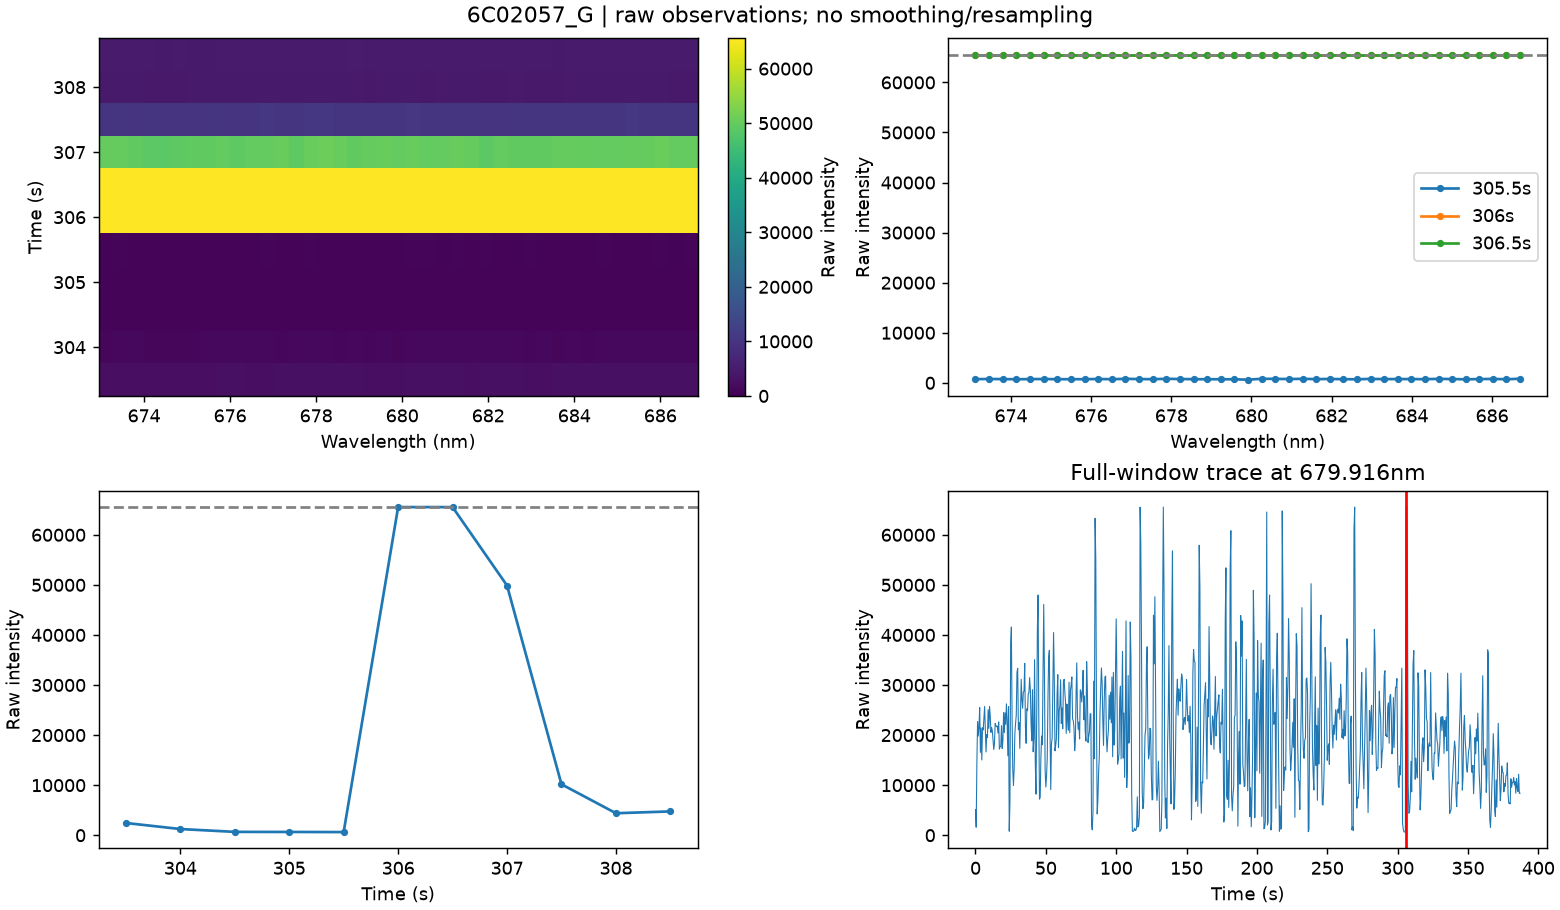 6C02057_G | raw observations; no smoothing/resampling
308
307
306
305
304
Time (s)
674 676 678 680 682 684 686
Wavelength (nm)
60000
50000
40000
30000
20000
10000
0
Raw intensity
60000
50000
40000
30000
20000
10000
0
Raw intensity
305.5s
306s
306.5s
674 676 678 680 682 684 686
Wavelength (nm)
60000
50000
40000
30000
20000
10000
0
Raw intensity
304 305 306 307 308
Time (s)
Full-window trace at 679.916nm
60000
50000
40000
30000
20000
10000
0
Raw intensity
0 50 100 150 200 250 300 350 400
Time (s)